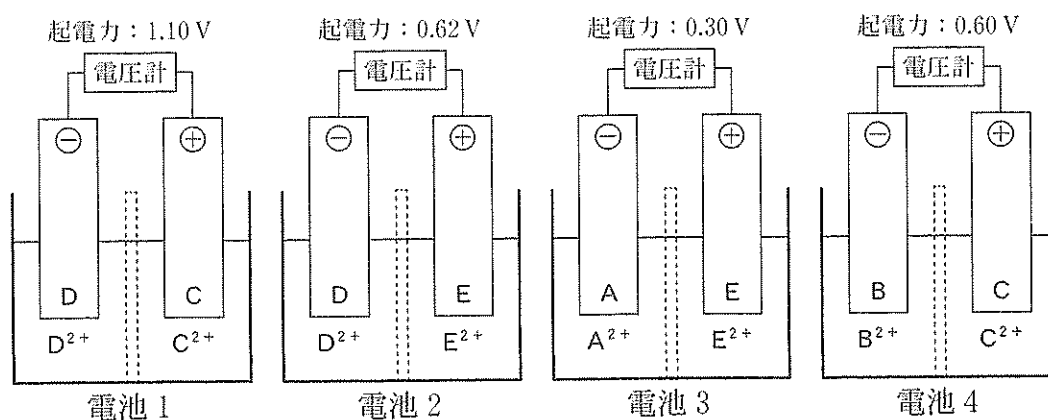 起電力：1.10 V 起電力：0.62 V 起電力：0.30 V 起電力：0.60 V
電圧計 電圧計 電圧計 電圧計
⊖ ⊕ ⊖ ⊕ ⊖ ⊕ ⊖ ⊕
D C D E A E B C
D²⁺ C²⁺ D²⁺ E²⁺ A²⁺ E²⁺ B²⁺ C²⁺
電池 1 電池 2 電池 3 電池 4